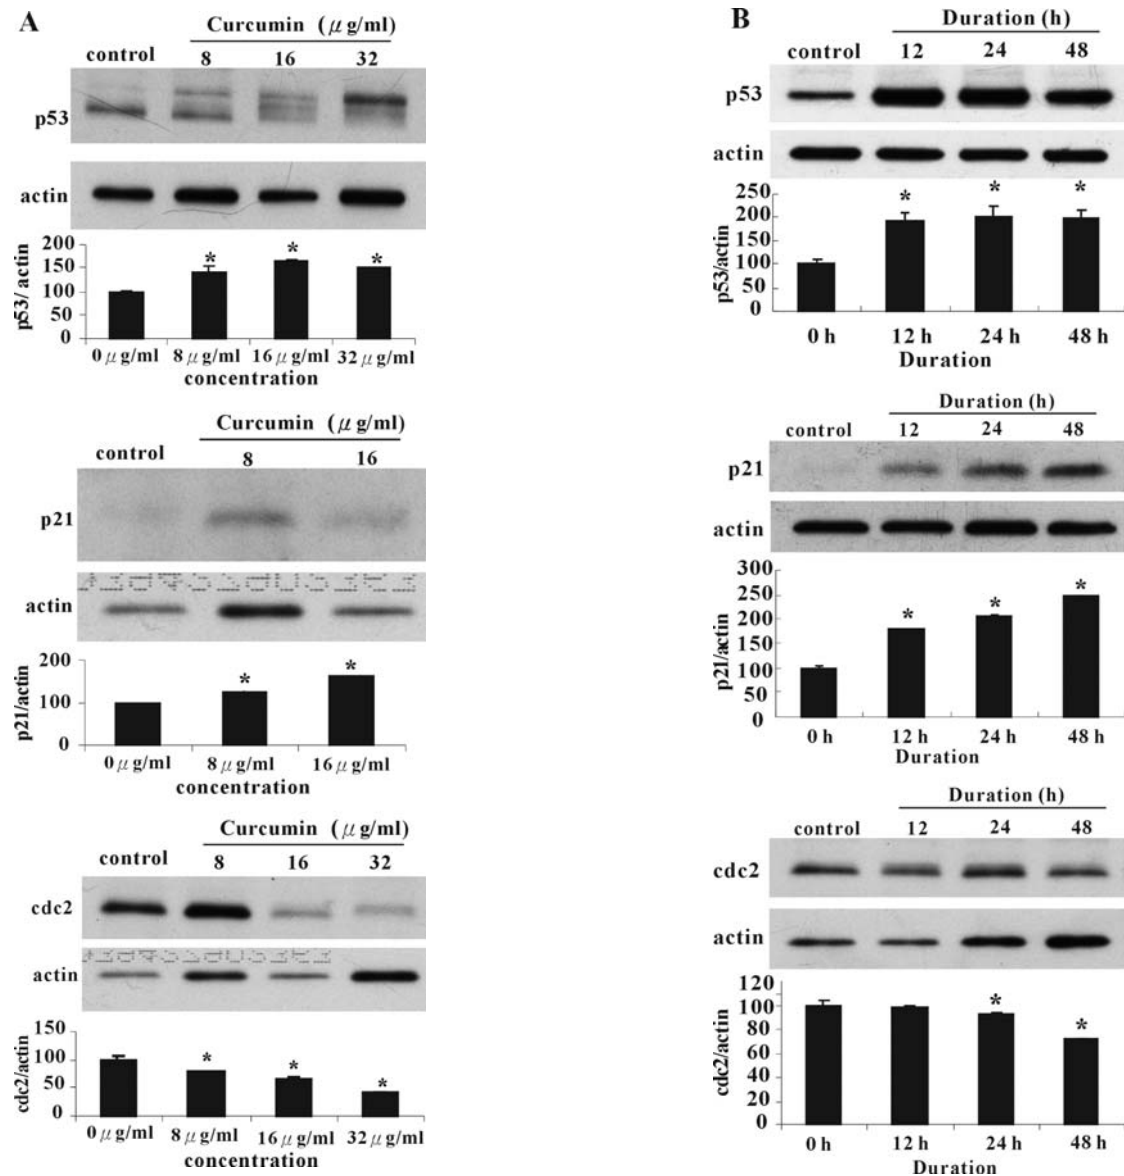 A
Curcumin (μg/ml)
control 8 16 32
p53
actin
p53/ actin
200
150
100
50
0
0 μg/ml 8 μg/ml 16 μg/ml 32 μg/ml
concentration
* * *
Curcumin (μg/ml)
control 8 16
p21
actin
p21/actin
200
100
0
0 μg/ml 8 μg/ml 16 μg/ml
concentration
* *
Curcumin (μg/ml)
control 8 16 32
cdc2
actin
cdc2/actin
150
100
50
0
0 μg/ml 8 μg/ml 16 μg/ml 32 μg/ml
concentration
* * *
B
Duration (h)
control 12 24 48
p53
actin
p53/actin
250
200
150
100
50
0
0 h 12 h 24 h 48 h
Duration
* * *
Duration (h)
control 12 24 48
p21
actin
p21/actin
300
250
200
150
100
50
0
0 h 12 h 24 h 48 h
Duration
* * *
Duration (h)
control 12 24 48
cdc2
actin
cdc2/actin
120
100
80
60
40
20
0
0 h 12 h 24 h 48 h
Duration
* *